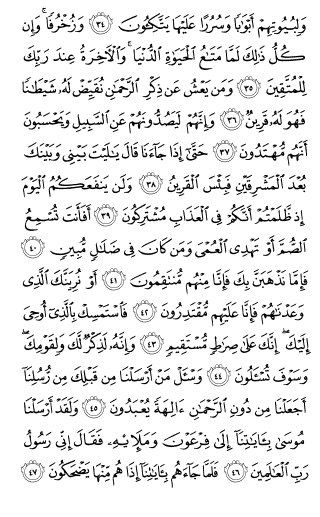 وَلِبُيُوتِهِمْ أَبْوَٰبًا وَسُرُرًا عَلَيْهَا يَتَّكِـُٔونَ ٣٤ وَزُخْرُفًا ۚ وَإِن
كُلُّ ذَٰلِكَ لَمَّا مَتَٰعُ ٱلْحَيَوٰةِ ٱلدُّنْيَا ۚ وَٱلْءَاخِرَةُ عِندَ رَبِّكَ
لِلْمُتَّقِينَ ٣٥ وَمَن يَعْشُ عَن ذِكْرِ ٱلرَّحْمَٰنِ نُقَيِّضْ لَهُۥ شَيْطَٰنًا
فَهُوَ لَهُۥ قَرِينٌ ٣٦ وَإِنَّهُمْ لَيَصُدُّونَهُمْ عَنِ ٱلسَّبِيلِ وَيَحْسَبُونَ
أَنَّهُم مُّهْتَدُونَ ٣٧ حَتَّىٰٓ إِذَا جَآءَنَا قَالَ يَٰلَيْتَ بَيْنِى وَبَيْنَكَ
بُعْدَ ٱلْمَشْرِقَيْنِ فَبِئْسَ ٱلْقَرِينُ ٣٨ وَلَن يَنفَعَكُمُ ٱلْيَوْمَ
إِذ ظَّلَمْتُمْ أَنَّكُمْ فِى ٱلْعَذَابِ مُشْتَرِكُونَ ٣٩ أَفَأَنتَ تُسْمِعُ
ٱلصُّمَّ أَوْ تَهْدِى ٱلْعُمْىَ وَمَن كَانَ فِى ضَلَٰلٍ مُّبِينٍ ٤٠
فَإِمَّا نَذْهَبَنَّ بِكَ فَإِنَّا مِنْهُم مُّنتَقِمُونَ ٤١ أَوْ نُرِيَنَّكَ ٱلَّذِى
وَعَدْنَٰهُمْ فَإِنَّا عَلَيْهِم مُّقْتَدِرُونَ ٤٢ فَٱسْتَمْسِكْ بِٱلَّذِىٓ أُوحِىَ
إِلَيْكَ ۖ إِنَّكَ عَلَىٰ صِرَٰطٍ مُّسْتَقِيمٍ ٤٣ وَإِنَّهُۥ لَذِكْرٌ لَّكَ وَلِقَوْمِكَ ۖ
وَسَوْفَ تُسْـَٔلُونَ ٤٤ وَسْـَٔلْ مَنْ أَرْسَلْنَا مِن قَبْلِكَ مِن رُّسُلِنَآ
أَجَعَلْنَا مِن دُونِ ٱلرَّحْمَٰنِ ءَالِهَةً يُعْبَدُونَ ٤٥ وَلَقَدْ أَرْسَلْنَا
مُوسَىٰ بِـَٔايَٰتِنَآ إِلَىٰ فِرْعَوْنَ وَمَلَإِي۟هِۦ فَقَالَ إِنِّى رَسُولُ
رَبِّ ٱلْعَٰلَمِينَ ٤٦ فَلَمَّا جَآءَهُم بِـَٔايَٰتِنَآ إِذَا هُم مِّنْهَا يَضْحَكُونَ ٤٧